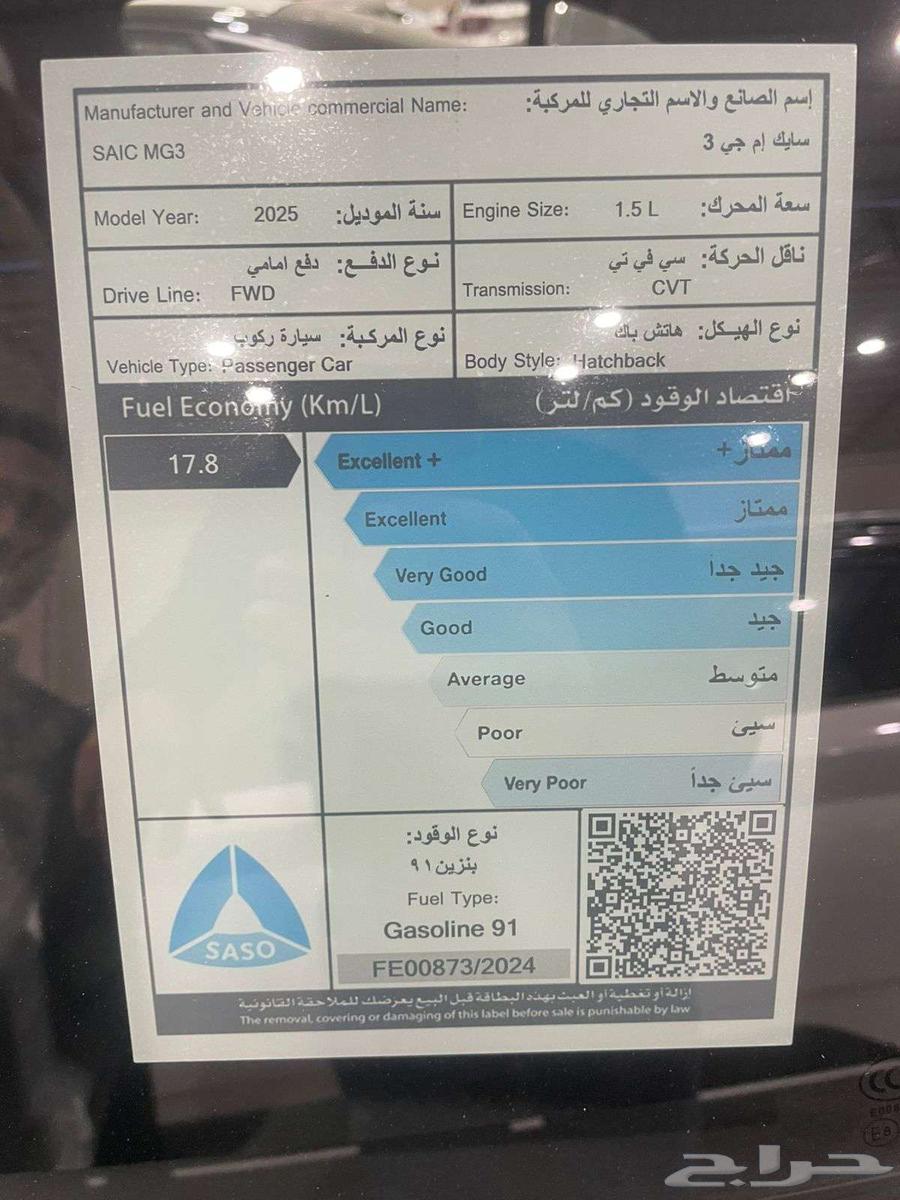 Manufacturer and Vehicle commercial Name: إسم الصانع والاسم التجاري للمركبة:
SAIC MG3 سايك إم جي 3
Model Year: 2025 سنة الموديل:
Engine Size: 1.5 L سعة المحرك:
نوع الدفع: دفع امامي
Drive Line: FWD
ناقل الحركة: سي في تي
Transmission: CVT
نوع المركبة: سيارة ركوب
Vehicle Type: Passenger Car
نوع الهيكل: هاتش باك
Body Style: Hatchback
Fuel Economy (Km/L) اقتصاد الوقود (كم/لتر)
17.8
Excellent + ممتاز+
Excellent ممتاز
Very Good جيد جداً
Good جيد
Average متوسط
Poor سيئ
Very Poor سيئ جداً
SASO
نوع الوقود:
بنزين ٩١
Fuel Type:
Gasoline 91
FE00873/2024
إزالة أو تغطية أو العبث بهذه البطاقة قبل البيع يعرضك للملاحقة القانونية
The removal, covering or damaging of this label before sale is punishable by law
حراج